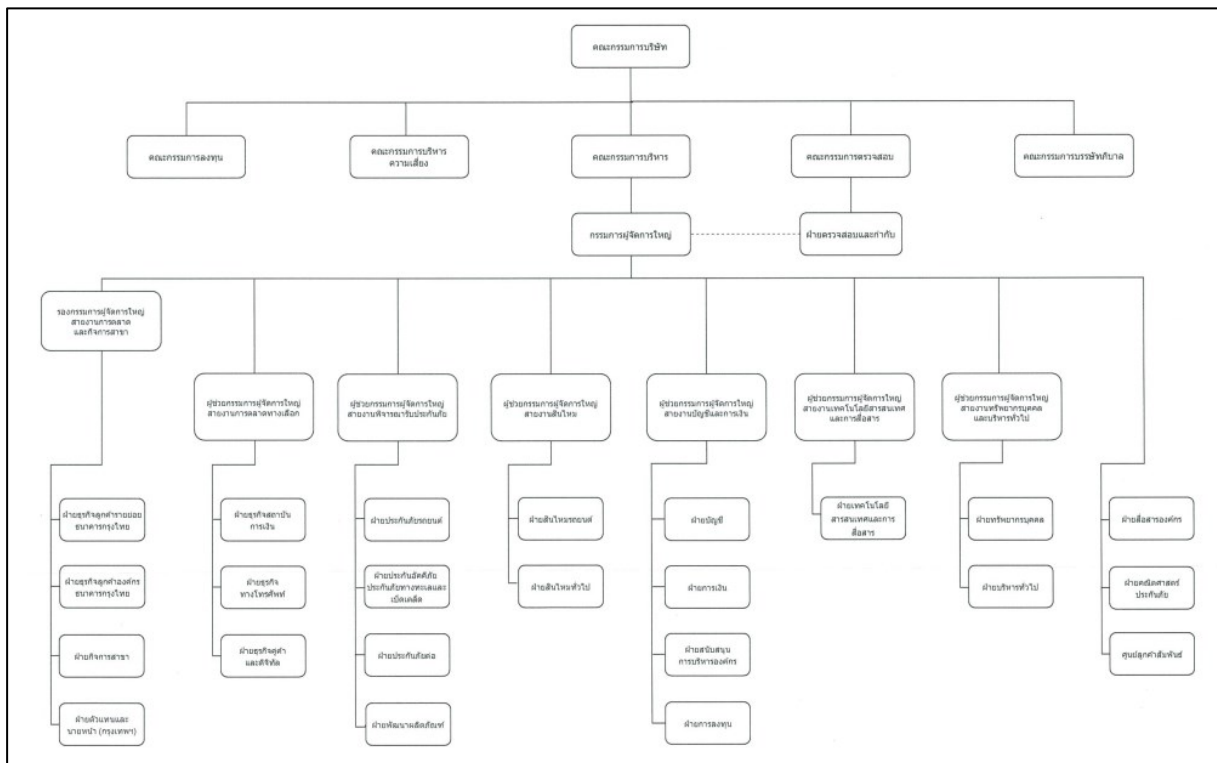 คณะกรรมการบริษัท
คณะกรรมการลงทุน
คณะกรรมการบริหาร
ความเสี่ยง
คณะกรรมการบริหาร
คณะกรรมการตรวจสอบ
คณะกรรมการบรรษัทภิบาล
กรรมการผู้จัดการใหญ่
ฝ่ายตรวจสอบและกำกับ
รองกรรมการผู้จัดการใหญ่
สายงานการตลาด
และกิจการสาขา
ผู้ช่วยกรรมการผู้จัดการใหญ่
สายงานการตลาดทางเลือก
ผู้ช่วยกรรมการผู้จัดการใหญ่
สายงานพิจารณารับประกันภัย
ผู้ช่วยกรรมการผู้จัดการใหญ่
สายงานสินไหม
ผู้ช่วยกรรมการผู้จัดการใหญ่
สายงานบัญชีและการเงิน
ผู้ช่วยกรรมการผู้จัดการใหญ่
สายงานเทคโนโลยีสารสนเทศ
และการสื่อสาร
ผู้ช่วยกรรมการผู้จัดการใหญ่
สายงานทรัพยากรบุคคล
และบริหารทั่วไป
ฝ่ายธุรกิจลูกค้ารายย่อย
ธนาคารกรุงไทย
ฝ่ายธุรกิจลูกค้าองค์กร
ธนาคารกรุงไทย
ฝ่ายกิจการสาขา
ฝ่ายตัวแทนและ
นายหน้า (กรุงเทพฯ)
ฝ่ายธุรกิจสถาบัน
การเงิน
ฝ่ายธุรกิจ
ทางโทรศัพท์
ฝ่ายธุรกิจคู่ค้า
และดิจิทัล
ฝ่ายประกันภัยรถยนต์
ฝ่ายประกันอัคคีภัย
ประกันภัยทางทะเลและ
เบ็ดเตล็ด
ฝ่ายประกันภัยต่อ
ฝ่ายพัฒนาผลิตภัณฑ์
ฝ่ายสินไหมรถยนต์
ฝ่ายสินไหมทั่วไป
ฝ่ายบัญชี
ฝ่ายการเงิน
ฝ่ายสนับสนุน
การบริหารองค์กร
ฝ่ายการลงทุน
ฝ่ายเทคโนโลยี
สารสนเทศและการ
สื่อสาร
ฝ่ายทรัพยากรบุคคล
ฝ่ายบริหารทั่วไป
ฝ่ายสื่อสารองค์กร
ฝ่ายคณิตศาสตร์
ประกันภัย
ศูนย์ลูกค้าสัมพันธ์